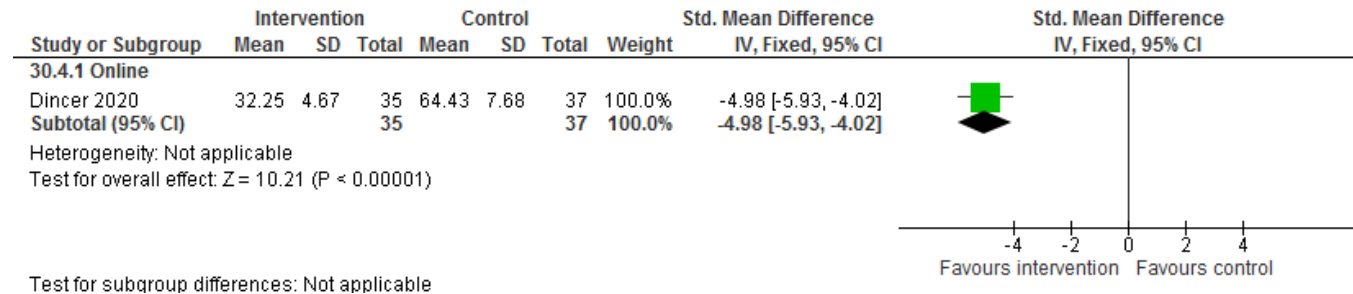 Intervention Control Std. Mean Difference Std. Mean Difference
Study or Subgroup Mean SD Total Mean SD Total Weight IV, Fixed, 95% CI IV, Fixed, 95% CI
30.4.1 Online
Dincer 2020 32.25 4.67 35 64.43 7.68 37 100.0% -4.98 [-5.93, -4.02]
Subtotal (95% CI) 35 37 100.0% -4.98 [-5.93, -4.02]
Heterogeneity: Not applicable
Test for overall effect: Z = 10.21 (P < 0.00001)
-4 -2 0 2 4
Favours intervention Favours control
Test for subgroup differences: Not applicable